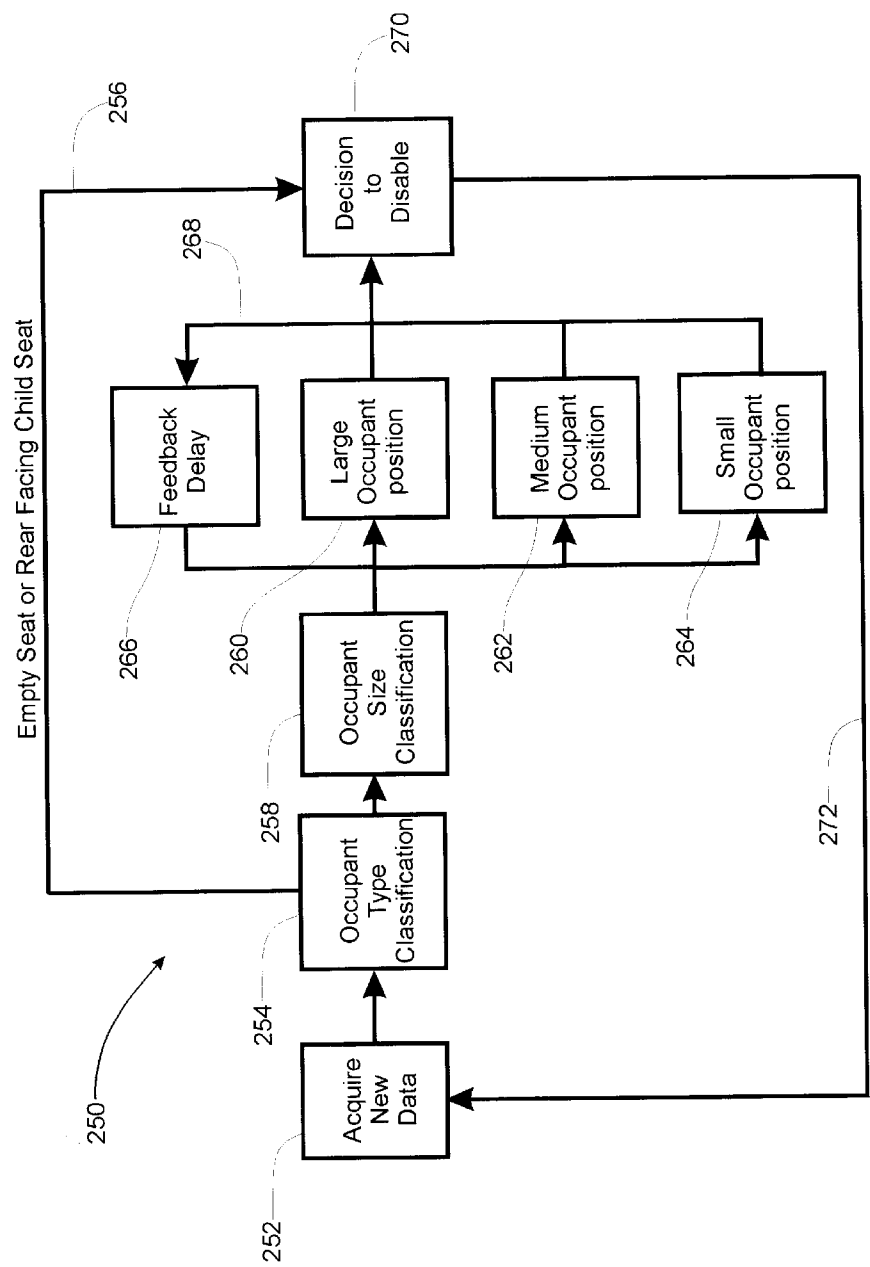 Empty Seat or Rear Facing Child Seat
256
250
252
Acquire
New
Data
254
Occupant
Type
Classification
258
Occupant
Size
Classification
266
Feedback
Delay
260
Large
Occupant
position
262
Medium
Occupant
position
264
Small
Occupant
position
268
270
Decision
to
Disable
272